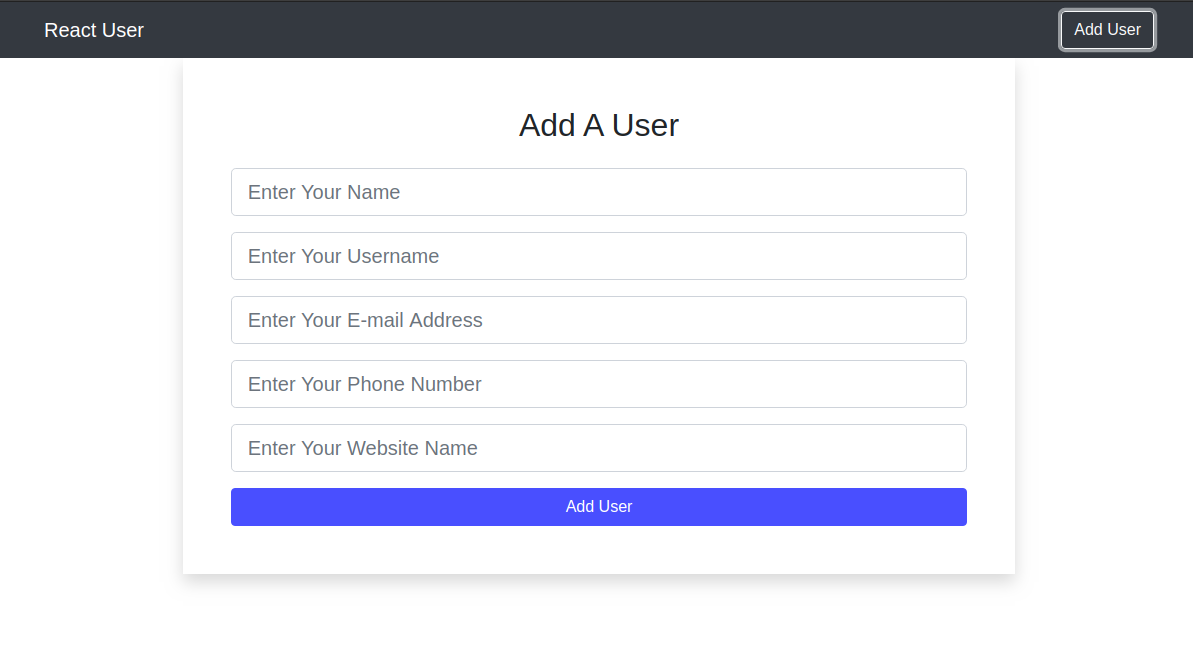 React User
Add User
Add A User
Enter Your Name
Enter Your Username
Enter Your E-mail Address
Enter Your Phone Number
Enter Your Website Name
Add User